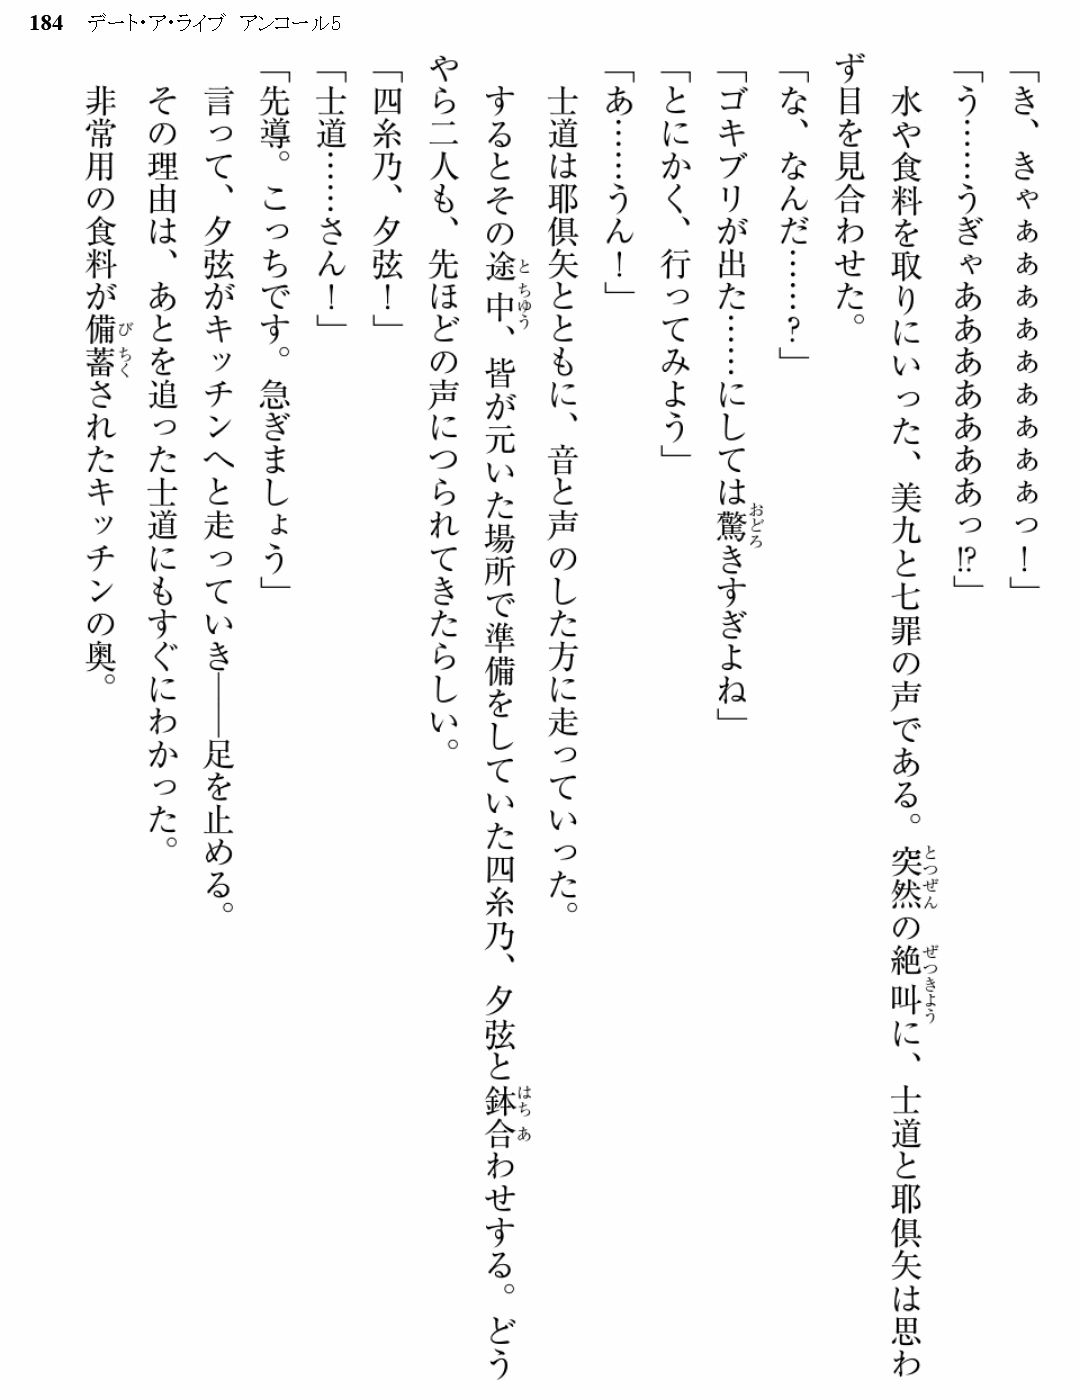 184 デート・ア・ライブ アンコール5
「き、きゃぁぁぁぁぁぁぁぁぁっ！」
「う……うぎゃあああああああっ!?」
水や食料を取りにいった、美九と七罪の声である。突然の絶叫に、士道と耶倶矢は思わ
ず目を見合わせた。
「な、なんだ……？」
「ゴキブリが出た……にしては驚きすぎよね」
「とにかく、行ってみよう」
「あ……うん！」
士道は耶倶矢とともに、音と声のした方に走っていった。
するとその途中、皆が元いた場所で準備をしていた四糸乃、夕弦と鉢合わせする。どう
やら二人も、先ほどの声につられてきたらしい。
「四糸乃、夕弦！」
「士道……さん！」
「先導。こっちです。急ぎましょう」
言って、夕弦がキッチンへと走っていき――足を止める。
その理由は、あとを追った士道にもすぐにわかった。
非常用の食料が備蓄されたキッチンの奥。